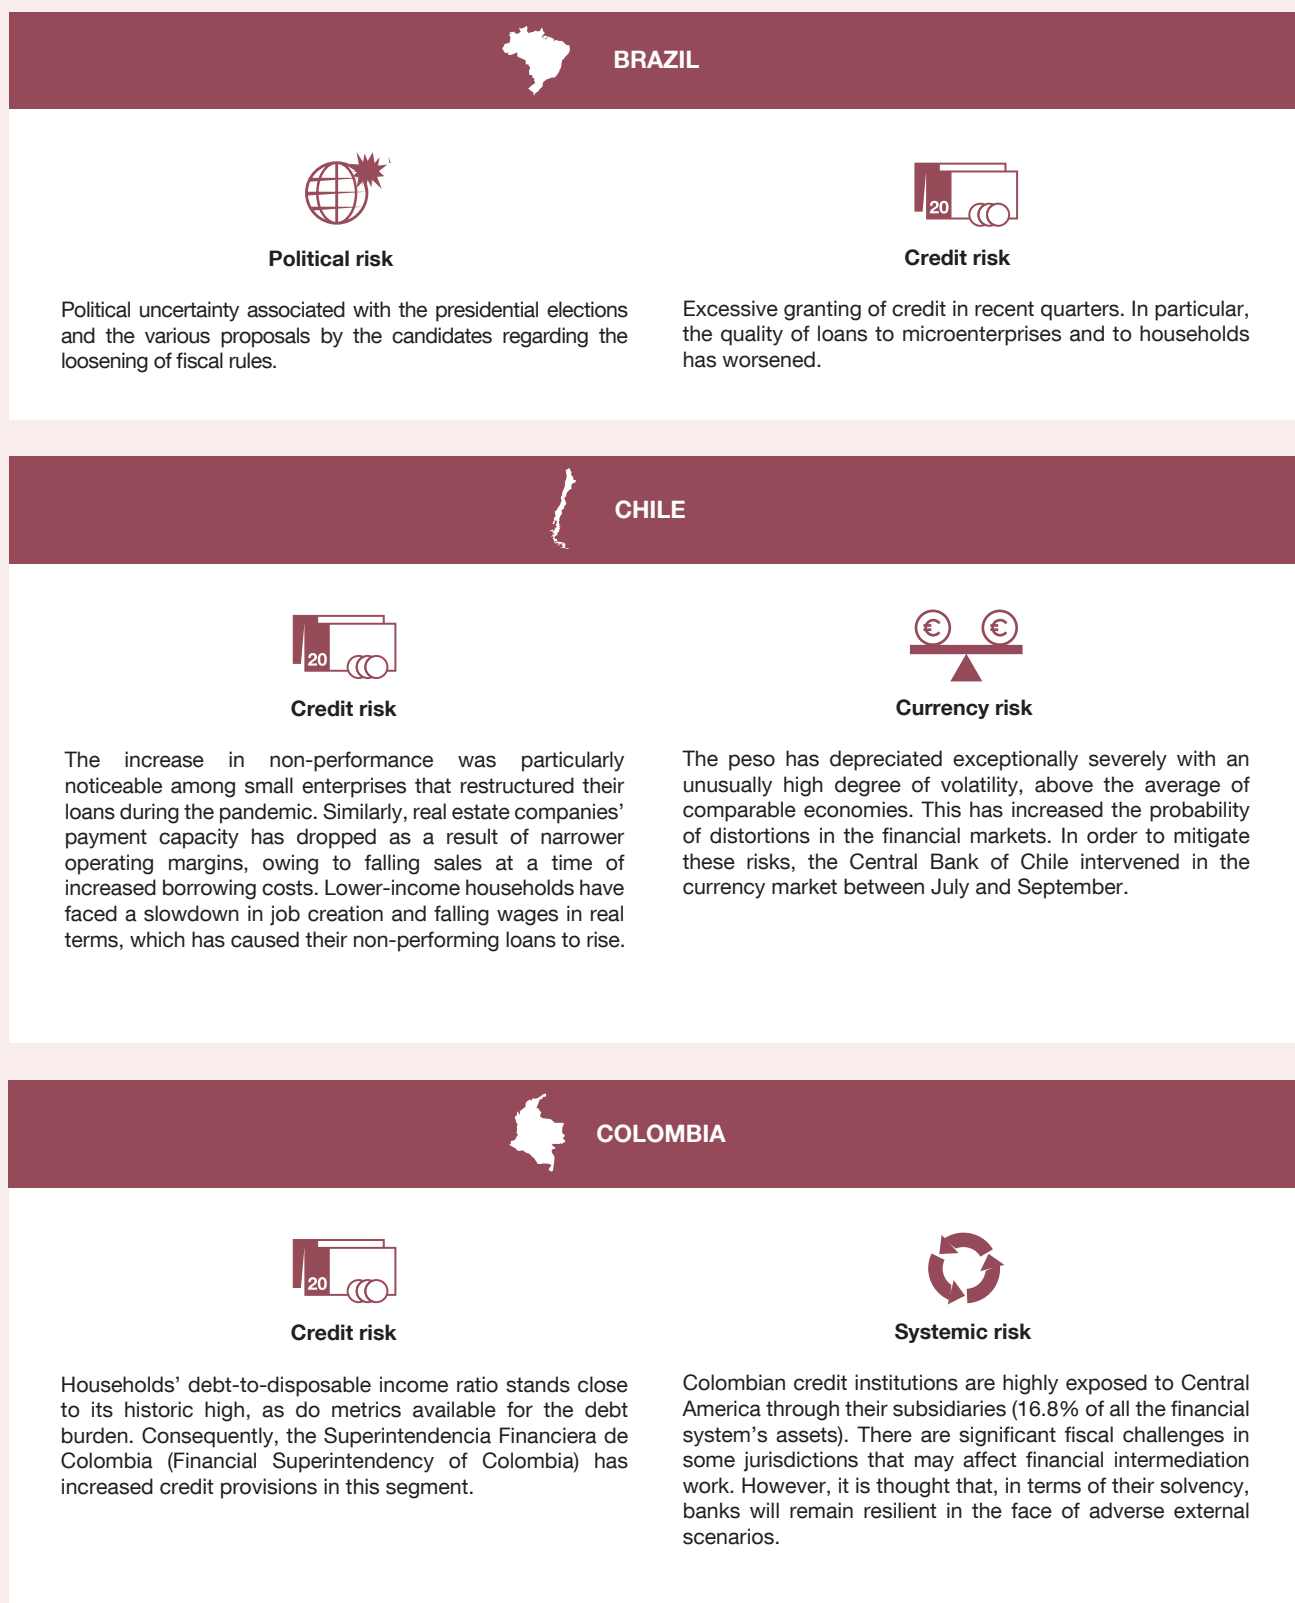 BRAZIL
20
Political risk
Credit risk
Political uncertainty associated with the presidential elections
and the various proposals by the candidates regarding the
loosening of fiscal rules.
Excessive granting of credit in recent quarters. In particular,
the quality of loans to microenterprises and to households
has worsened.
CHILE
20
€ €
Credit risk
Currency risk
The increase in non-performance was particularly
noticeable among small enterprises that restructured their
loans during the pandemic. Similarly, real estate companies’
payment capacity has dropped as a result of narrower
operating margins, owing to falling sales at a time of
increased borrowing costs. Lower-income households have
faced a slowdown in job creation and falling wages in real
terms, which has caused their non-performing loans to rise.
The peso has depreciated exceptionally severely with an
unusually high degree of volatility, above the average of
comparable economies. This has increased the probability
of distortions in the financial markets. In order to mitigate
these risks, the Central Bank of Chile intervened in the
currency market between July and September.
COLOMBIA
20
Credit risk
Systemic risk
Households’ debt-to-disposable income ratio stands close
to its historic high, as do metrics available for the debt
burden. Consequently, the Superintendencia Financiera de
Colombia (Financial Superintendency of Colombia) has
increased credit provisions in this segment.
Colombian credit institutions are highly exposed to Central
America through their subsidiaries (16.8% of all the financial
system’s assets). There are significant fiscal challenges in
some jurisdictions that may affect financial intermediation
work. However, it is thought that, in terms of their solvency,
banks will remain resilient in the face of adverse external
scenarios.